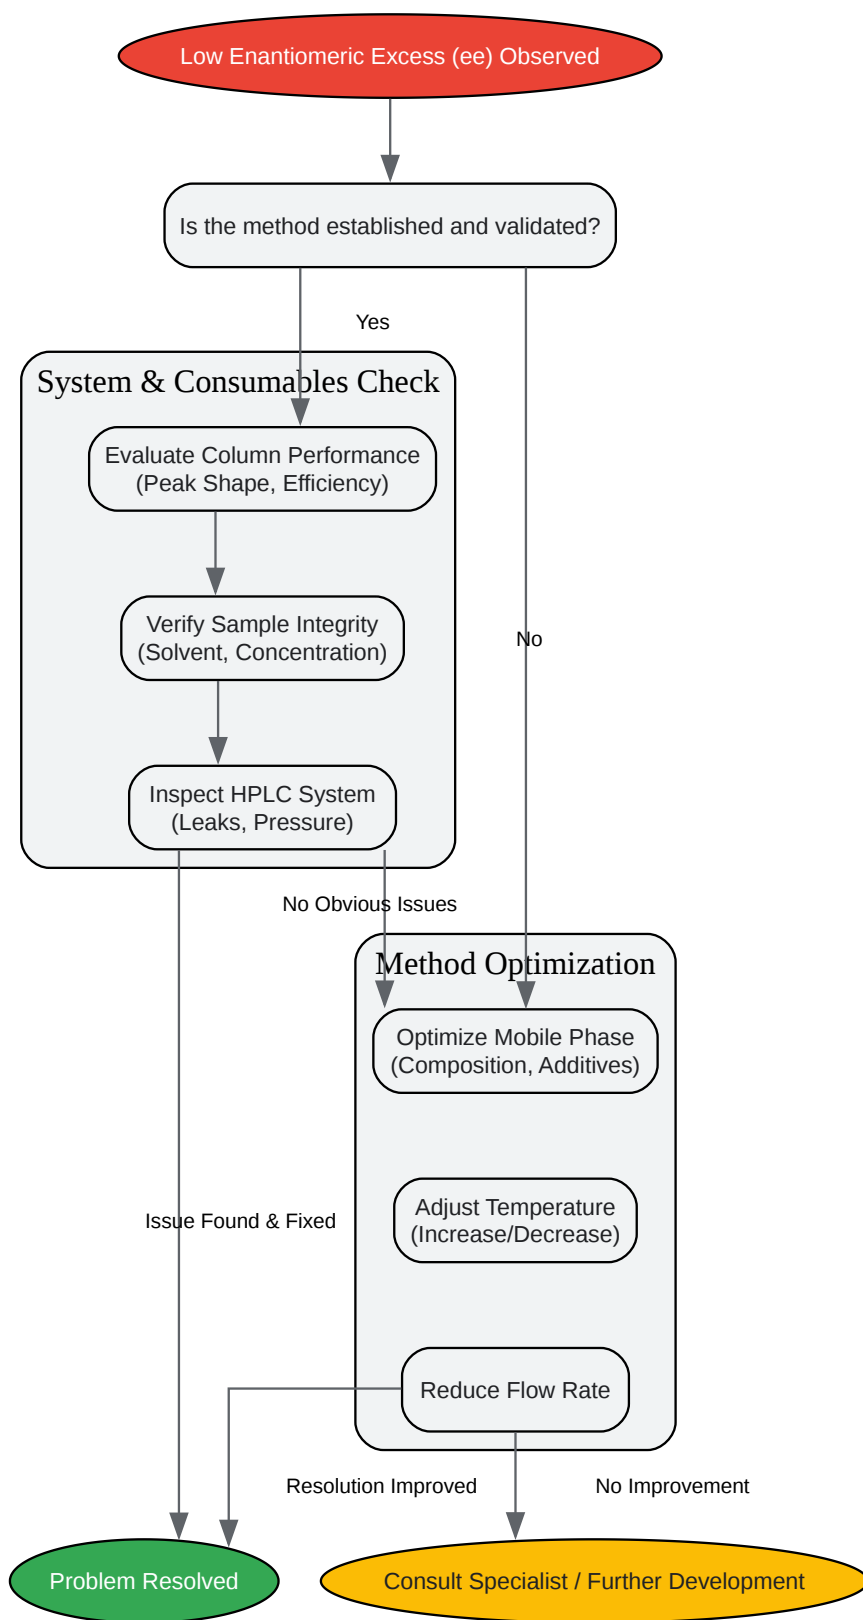 Low Enantiomeric Excess (ee) Observed
Is the method established and validated?
Yes
System & Consumables Check
Evaluate Column Performance
(Peak Shape, Efficiency)
Verify Sample Integrity
(Solvent, Concentration)
No
Inspect HPLC System
(Leaks, Pressure)
No Obvious Issues
Method Optimization
Optimize Mobile Phase
(Composition, Additives)
Adjust Temperature
(Increase/Decrease)
Issue Found & Fixed
Reduce Flow Rate
Resolution Improved
No Improvement
Problem Resolved
Consult Specialist / Further Development